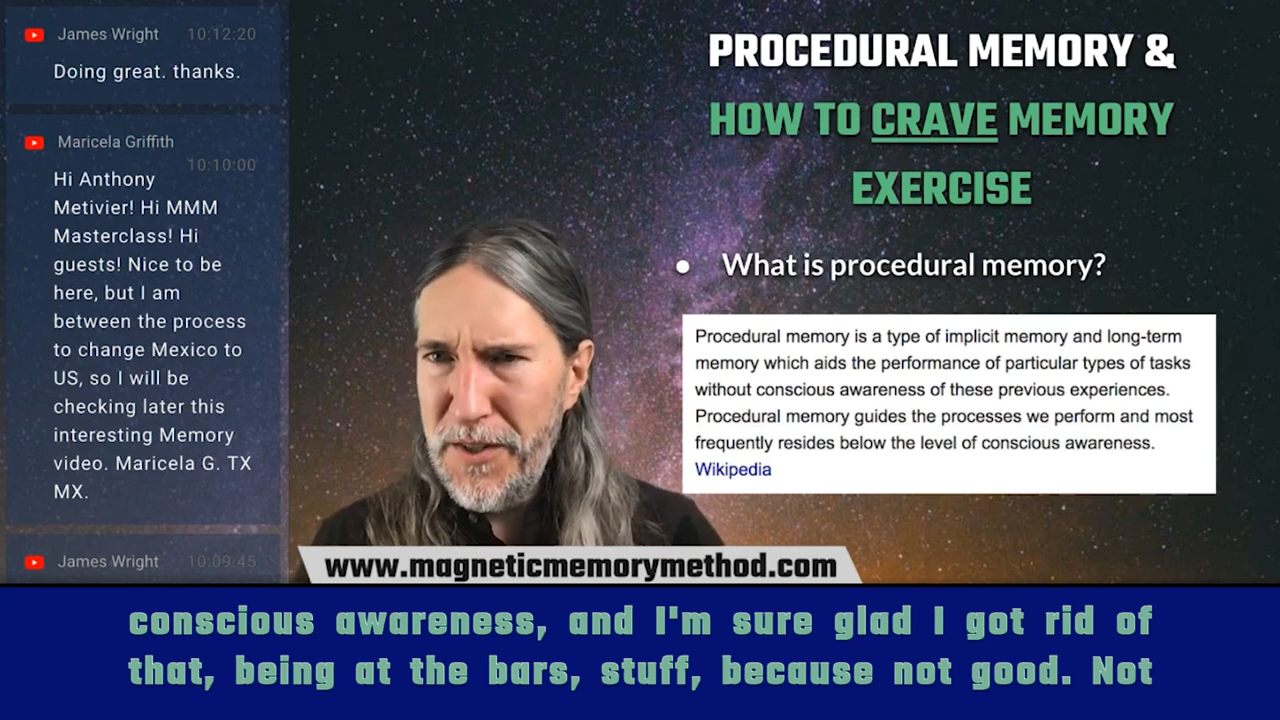 James Wright 10:12:20
Doing great. thanks.
Maricela Griffith
10:10:00
Hi Anthony
Metivier! Hi MMM
Masterclass! Hi
guests! Nice to be
here, but I am
between the process
to change Mexico to
US, so I will be
checking later this
interesting Memory
video. Maricela G. TX
MX.
James Wright 10:09:45
PROCEDURAL MEMORY &
HOW TO CRAVE MEMORY
EXERCISE
• What is procedural memory?
Procedural memory is a type of implicit memory and long-term
memory which aids the performance of particular types of tasks
without conscious awareness of these previous experiences.
Procedural memory guides the processes we perform and most
frequently resides below the level of conscious awareness.
Wikipedia
www.magneticmemorymethod.com
conscious awareness, and I'm sure glad I got rid of
that, being at the bars, stuff, because not good. Not